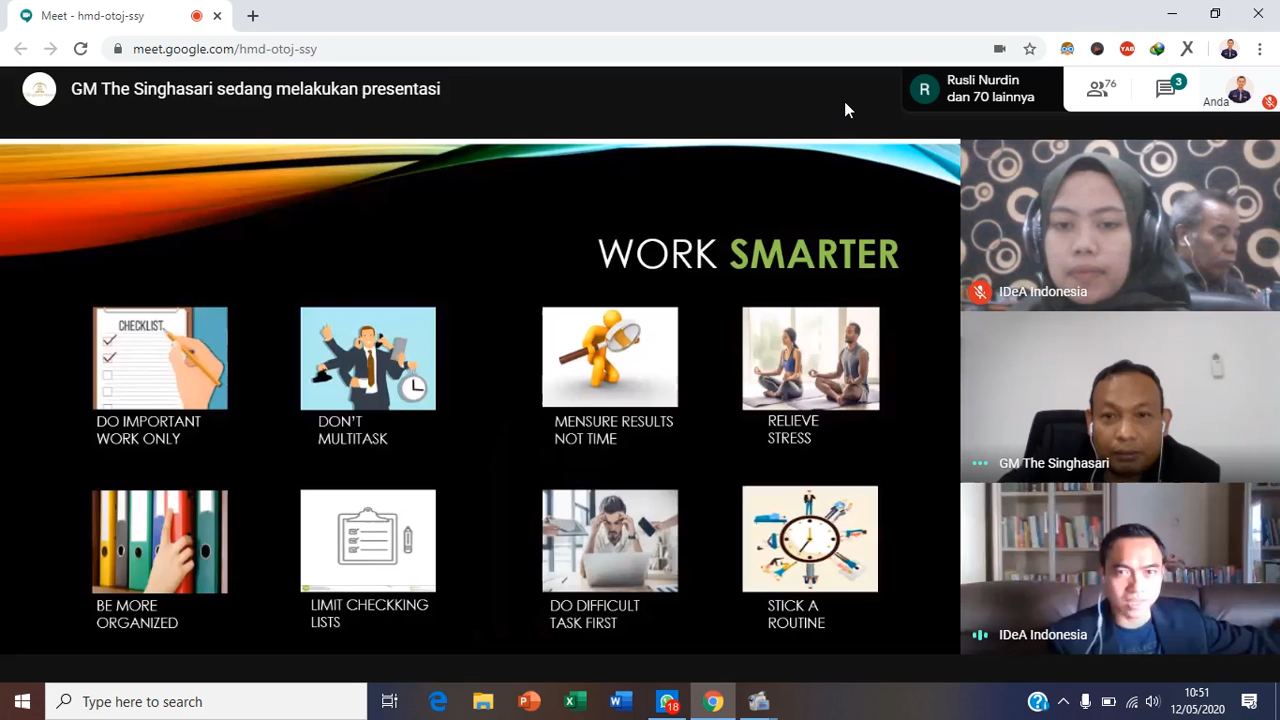 Meet - hmd-otoj-ssy
meet.google.com/hmd-otoj-ssy
YAB
GM The Singhasari sedang melakukan presentasi
R
Rusli Nurdin
dan 70 lainnya
76
3
Anda
WORK SMARTER
CHECKLIST
DO IMPORTANT
WORK ONLY
DON'T
MULTITASK
MENSURE RESULTS
NOT TIME
RELIEVE
STRESS
BE MORE
ORGANIZED
LIMIT CHECKKING
LISTS
DO DIFFICULT
TASK FIRST
STICK A
ROUTINE
IDeA Indonesia
GM The Singhasari
IDeA Indonesia
Type here to search
18
10:51
12/05/2020